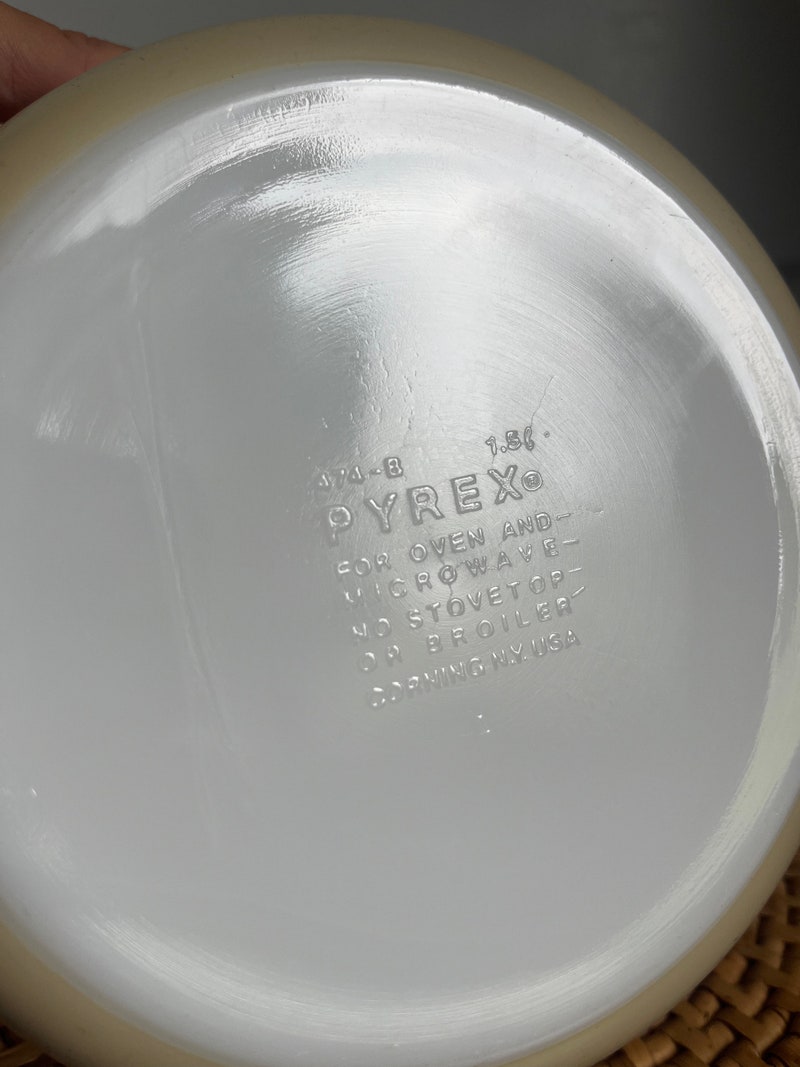 474-B 1.5ℓ
PYREX®
FOR OVEN AND
MICROWAVE
NO STOVETOP
OR BROILER
CORNING N.Y. USA